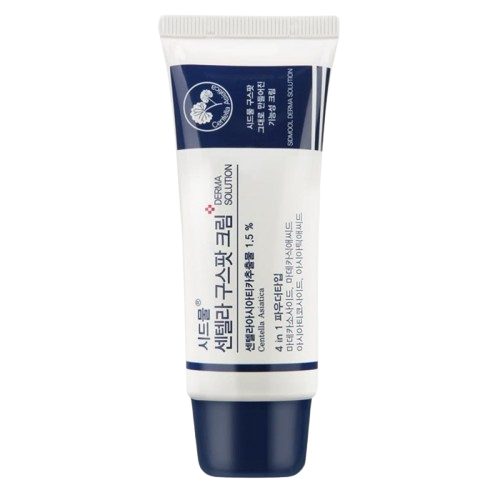 Centella Asiatica
시드물 구스팟
그대로 만들어진
기능성 크림
SIDMOOL DERMA SOLUTION
시드물®
센텔라 구스팟 크림
DERMA
SOLUTION
센텔라아시아티카추출물 1.5 %
Centella Asiatica
4 in 1 파우더타입
마데카소사이드, 마데카식애씨드
아시아티코사이드, 아시아틱애씨드